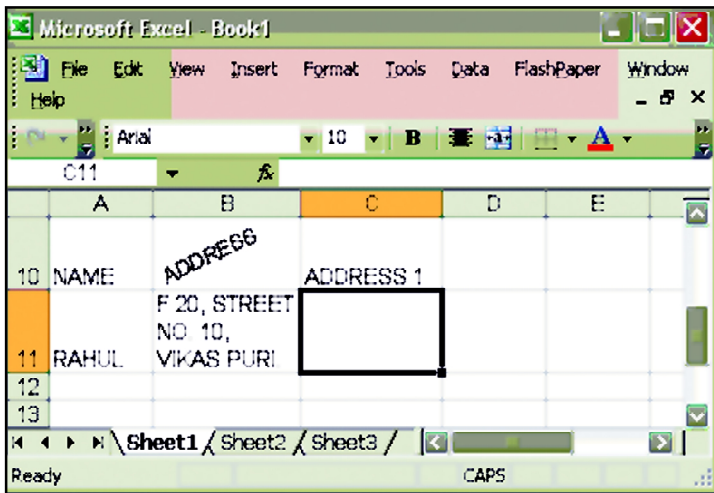 Microsoft Excel - Book1
File Edit View Insert Format Tools Data FlashPaper Window
Help
Arial 10 B A
C11 fx
A B C D E
10 NAME ADDRESS ADDRESS 1
11 RAHUL F 20, STREET
NO. 10,
VIKAS PURI
12
13
Sheet1 Sheet2 Sheet3
Ready CAPS